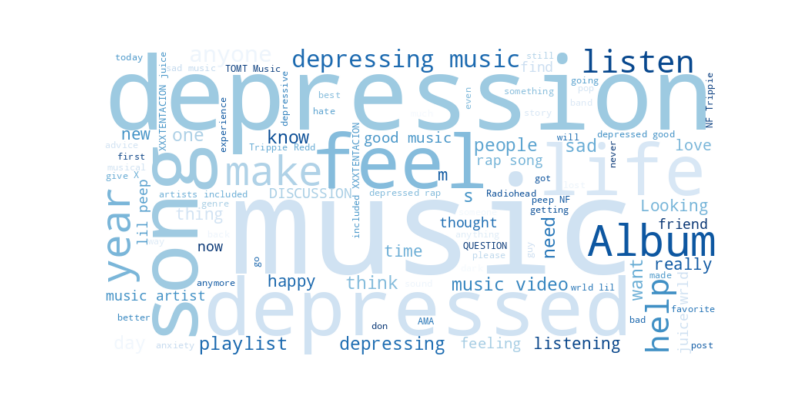 today
anyone
depressing music
still
find
listen
sad music
TOMT Music
XXXTENTACION juice
depression
depressive
best
hate
something
going
pop
band
story
even
NF Trippie
new
one
experience
know
good music
people
will
depressed good
love
advice
first
musical
give X
Trippie Redd
feel
rap song
sad
never
life
make
m
got
artists included
DISCUSSION
depressed rap
included XXXTENTACION
s
Radiohead
peep NF
getting
Looking
year
lil peep
song
genre
thing
music
thought
need
friend
now
time
anything
QUESTION
please
guy
Album
really
go
anymore
happy
think
music video
wrld lil
want
made
help
juice wrld
favorite
music artist
depressed
better
don
AMA
bad
day
anxiety
playlist
depressing
feeling
listening
post